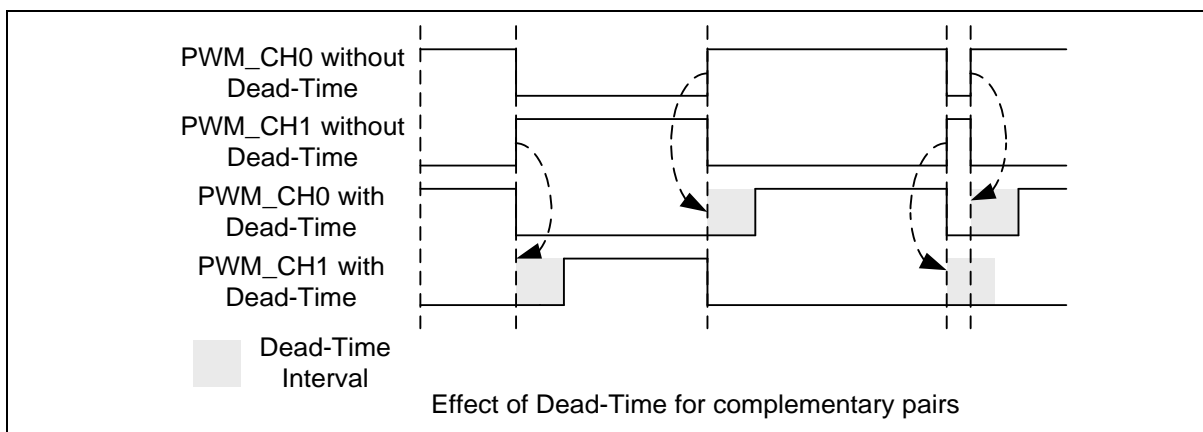 PWM_CH0 without
Dead-Time
PWM_CH1 without
Dead-Time
PWM_CH0 with
Dead-Time
PWM_CH1 with
Dead-Time
Dead-Time
Interval
Effect of Dead-Time for complementary pairs